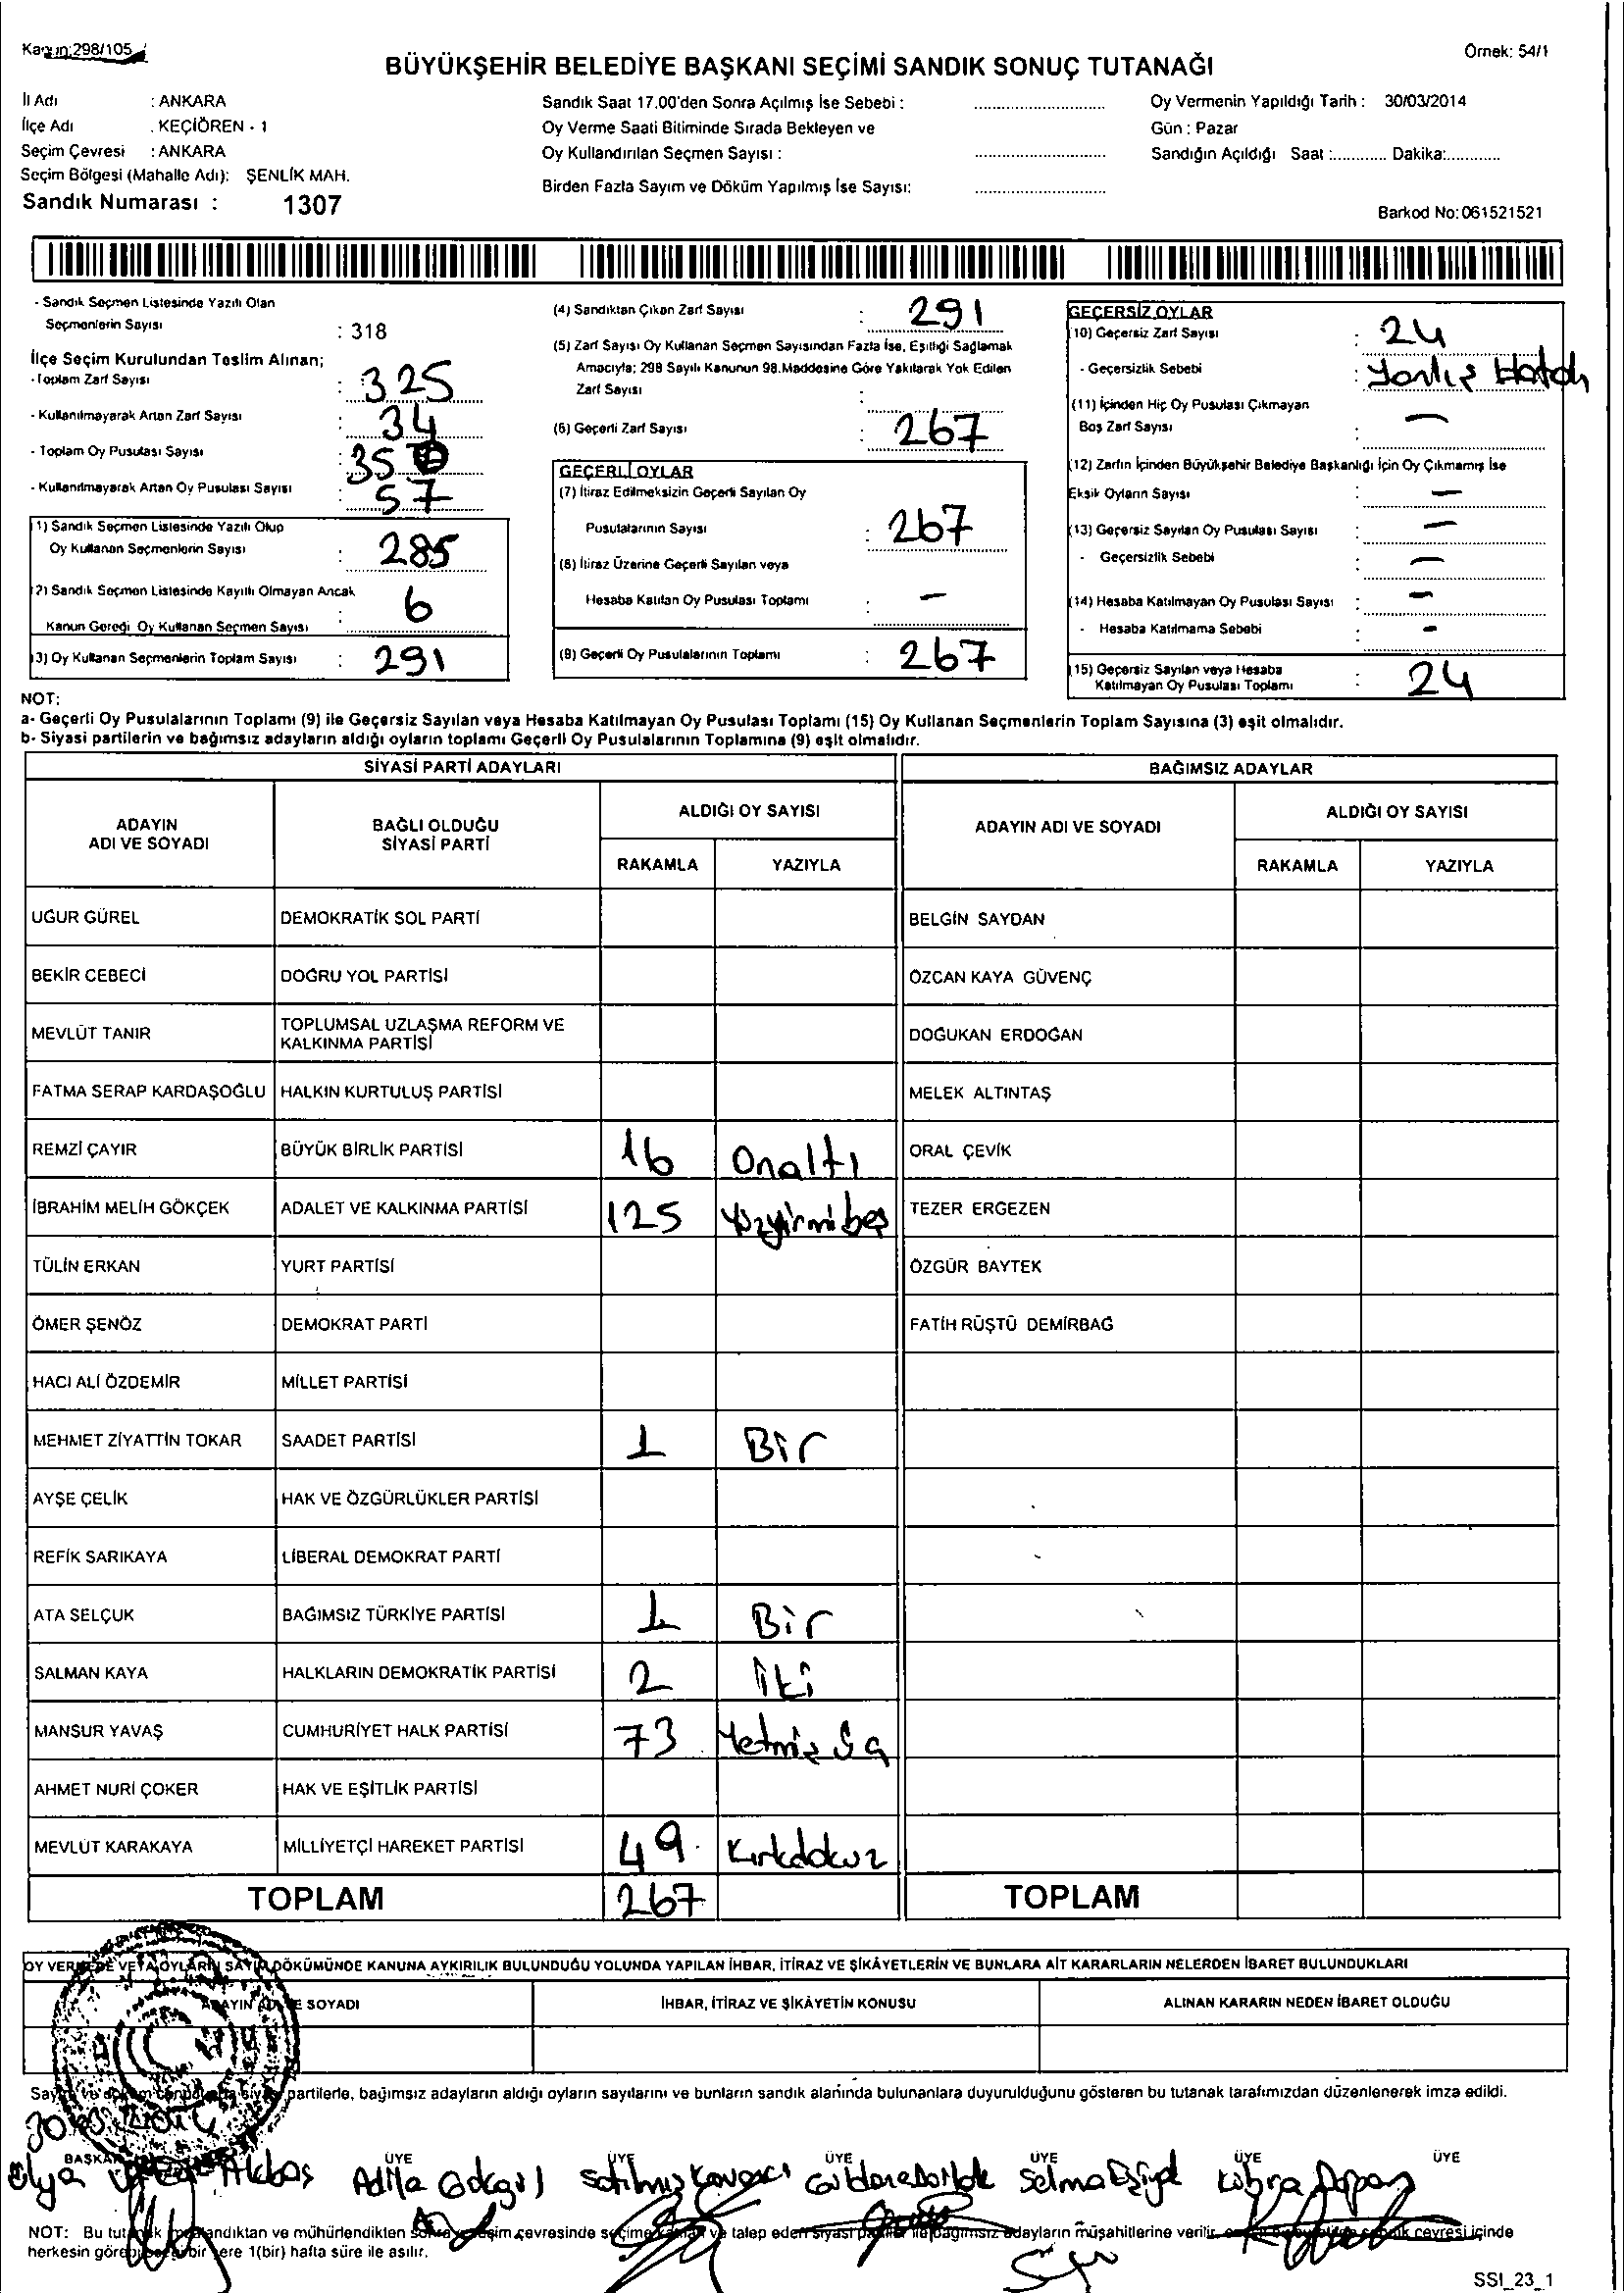 Kanun:298/105
Örnek: 54/1
BÜYÜKŞEHİR BELEDİYE BAŞKANI SEÇİMİ SANDIK SONUÇ TUTANAĞI
İl Adı : ANKARA
İlçe Adı . KEÇİÖREN - 1
Seçim Çevresi : ANKARA
Seçim Bölgesi (Mahalle Adı): ŞENLİK MAH.
Sandık Numarası : 1307
Sandık Saat 17.00'den Sonra Açılmış İse Sebebi :
Oy Verme Saati Bitiminde Sırada Bekleyen ve
Oy Kullandırılan Seçmen Sayısı :
Birden Fazla Sayım ve Döküm Yapılmış İse Sayısı:
Oy Vermenin Yapıldığı Tarih : 30/03/2014
Gün : Pazar
Sandığın Açıldığı Saat :............ Dakika:............
Barkod No:061521521
- Sandık Seçmen Listesinde Yazılı Olan
Seçmenlerin Sayısı : 318
İlçe Seçim Kurulundan Teslim Alınan;
- Toplam Zarf Sayısı : 325
- Kullanılmayarak Artan Zarf Sayısı : 34
- Toplam Oy Pusulası Sayısı : 35
- Kullanılmayarak Artan Oy Pusulası Sayısı : 57
1) Sandık Seçmen Listesinde Yazılı Olup
Oy Kullanan Seçmenlerin Sayısı : 285
2) Sandık Seçmen Listesinde Kayıtlı Olmayan Ancak
Kanun Gereği Oy Kullanan Seçmen Sayısı : 6
3) Oy Kullanan Seçmenlerin Toplam Sayısı : 291
(4) Sandıktan Çıkan Zarf Sayısı : 291
(5) Zarf Sayısı Oy Kullanan Seçmen Sayısından Fazla İse, Eşitliği Sağlamak
Amacıyla; 298 Sayılı Kanunun 98.Maddesine Göre Yakılarak Yok Edilen
Zarf Sayısı :
(6) Geçerli Zarf Sayısı : 267
GEÇERLİ OYLAR
(7) İtiraz Edilmeksizin Geçerli Sayılan Oy
Pusulalarının Sayısı : 267
(8) İtiraz Üzerine Geçerli Sayılan veya
Hesaba Katılan Oy Pusulası Toplamı : -
(9) Geçerli Oy Pusulalarının Toplamı : 267
GEÇERSİZ OYLAR
(10) Geçersiz Zarf Sayısı : 24
- Geçersizlik Sebebi :
(11) İçinden Hiç Oy Pusulası Çıkmayan
Boş Zarf Sayısı : -
(12) Zarfın İçinden Büyükşehir Belediye Başkanlığı İçin Oy Çıkmamış İse
Eksik Oyların Sayısı : -
(13) Geçersiz Sayılan Oy Pusulası Sayısı : -
- Geçersizlik Sebebi : -
(14) Hesaba Katılmayan Oy Pusulası Sayısı : -
- Hesaba Katılmama Sebebi : -
(15) Geçersiz Sayılan veya Hesaba
Katılmayan Oy Pusulası Toplamı : 24
NOT:
a- Geçerli Oy Pusulalarının Toplamı (9) ile Geçersiz Sayılan veya Hesaba Katılmayan Oy Pusulası Toplamı (15) Oy Kullanan Seçmenlerin Toplam Sayısına (3) eşit olmalıdır.
b- Siyasi partilerin ve bağımsız adayların aldığı oyların toplamı Geçerli Oy Pusulalarının Toplamına (9) eşit olmalıdır.
SİYASİ PARTİ ADAYLARI
ADAYIN ADI VE SOYADI BAĞLI OLDUĞU SİYASİ PARTİ ALDIĞI OY SAYISI
RAKAMLA YAZIYLA
UĞUR GÜREL DEMOKRATİK SOL PARTİ
BEKİR CEBECİ DOĞRU YOL PARTİSİ
MEVLÜT TANIR TOPLUMSAL UZLAŞMA REFORM VE KALKINMA PARTİSİ
FATMA SERAP KARDAŞOĞLU HALKIN KURTULUŞ PARTİSİ
REMZİ ÇAYIR BÜYÜK BİRLİK PARTİSİ 16 Onaltı
İBRAHİM MELİH GÖKÇEK ADALET VE KALKINMA PARTİSİ 125 Yüzyirmibeş
TÜLİN ERKAN YURT PARTİSİ
ÖMER ŞENÖZ DEMOKRAT PARTİ
HACI ALİ ÖZDEMİR MİLLET PARTİSİ
MEHMET ZİYATTİN TOKAR SAADET PARTİSİ 1 Bir
AYŞE ÇELİK HAK VE ÖZGÜRLÜKLER PARTİSİ
REFİK SARIKAYA LİBERAL DEMOKRAT PARTİ
ATA SELÇUK BAĞIMSIZ TÜRKİYE PARTİSİ 1 Bir
SALMAN KAYA HALKLARIN DEMOKRATİK PARTİSİ 2 İki
MANSUR YAVAŞ CUMHURİYET HALK PARTİSİ 73 Yetmiş üç
AHMET NURİ ÇOKER HAK VE EŞİTLİK PARTİSİ
MEVLÜT KARAKAYA MİLLİYETÇİ HAREKET PARTİSİ 49 Kırkdokuz
TOPLAM 267
BAĞIMSIZ ADAYLAR
ADAYIN ADI VE SOYADI ALDIĞI OY SAYISI
RAKAMLA YAZIYLA
BELGİN SAYDAN
ÖZCAN KAYA GÜVENÇ
DOĞUKAN ERDOĞAN
MELEK ALTINTAŞ
ORAL ÇEVİK
TEZER ERGEZEN
ÖZGÜR BAYTEK
FATİH RÜŞTÜ DEMİRBAĞ
TOPLAM
OY VERMEDE VEYA OYLARIN SAYIM DÖKÜMÜNDE KANUNA AYKIRILIK BULUNDUĞU YOLUNDA YAPILAN İHBAR, İTİRAZ VE ŞİKÂYETLERİN VE BUNLARA AİT KARARLARIN NELERDEN İBARET BULUNDUKLARI
ADAYIN ADI VE SOYADI İHBAR, İTİRAZ VE ŞİKÂYETİN KONUSU ALINAN KARARIN NEDEN İBARET OLDUĞU
partilerle, bağımsız adayların aldığı oyların sayılarını ve bunların sandık alanında bulunanlara duyurulduğunu gösteren bu tutanak tarafımızdan düzenlenerek imza edildi.
BAŞKAN ÜYE ÜYE ÜYE ÜYE ÜYE ÜYE
Akbaş Adile Gökgül Satılmış Selma Kübra
NOT: Bu tutanak imzalandıktan ve mühürlendikten sonra seçim çevresinde seçime katılan ve talep eden siyasi partiler ile bağımsız adayların müşahitlerine verilir, çevresi içinde
herkesin görebileceği bir yere 1(bir) hafta süre ile asılır.
SSI_23_1